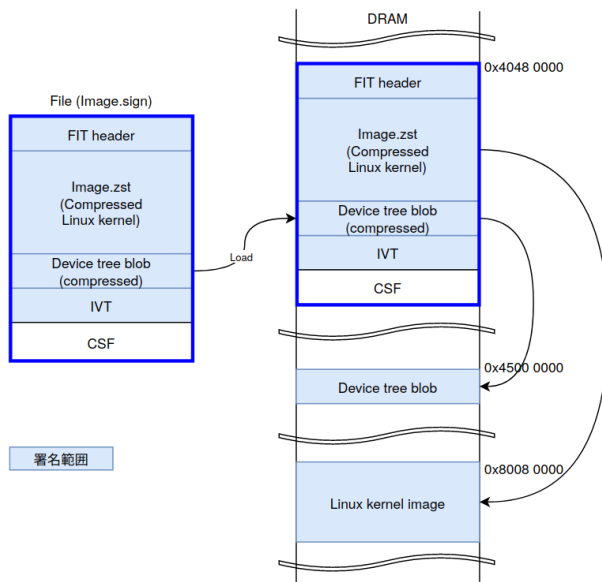 DRAM
0x4048 0000
FIT header
Image.zst
(Compressed
Linux kernel)
Device tree blob
(compressed)
IVT
CSF
File (Image.sign)
FIT header
Image.zst
(Compressed
Linux kernel)
Device tree blob
(compressed)
IVT
CSF
Load
0x4500 0000
Device tree blob
署名範囲
0x8008 0000
Linux kernel image